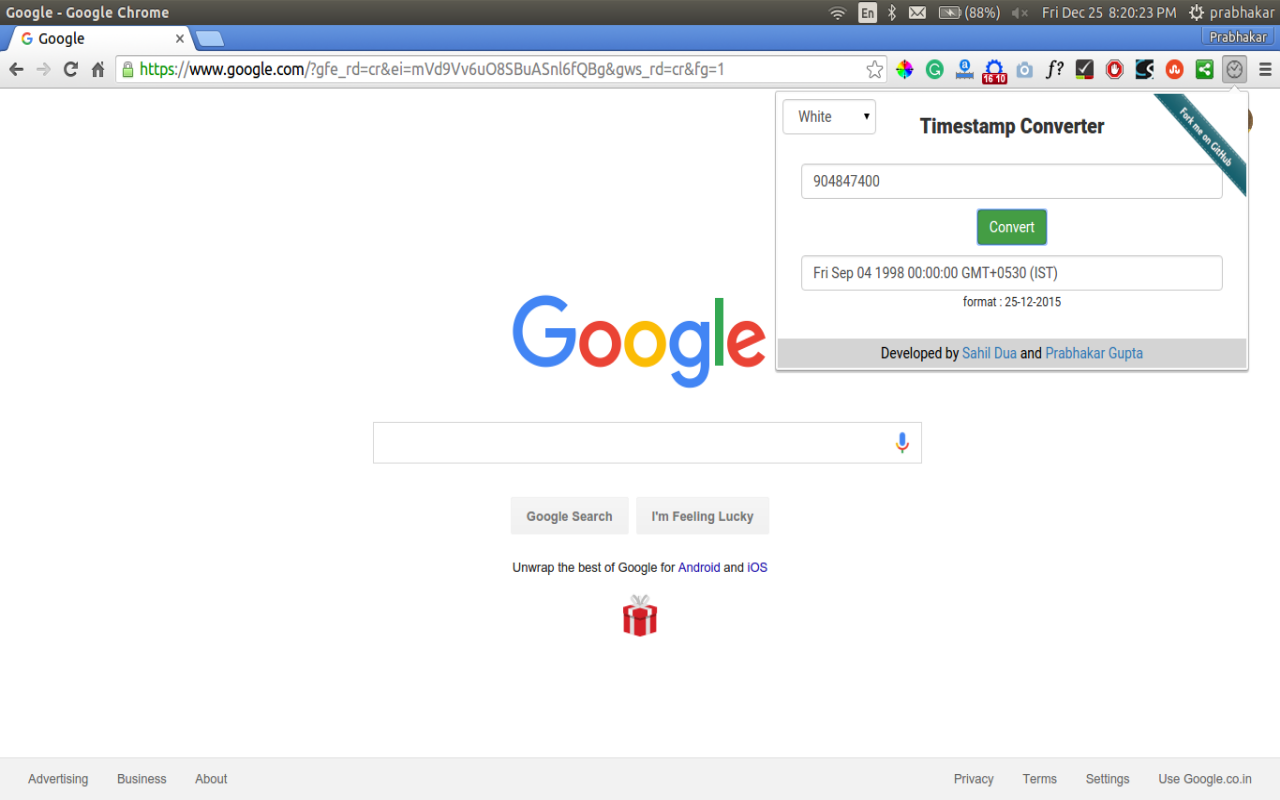 Google - Google Chrome
En
(88%)
Fri Dec 25 8:20:23 PM
prabhakar
Google
Prabhakar
https://www.google.com/?gfe_rd=cr&ei=mVd9Vv6uO8SBuASnl6fQBg&gws_rd=cr&fg=1
16 10
f?
White
Timestamp Converter
Fork me on GitHub
904847400
Convert
Fri Sep 04 1998 00:00:00 GMT+0530 (IST)
format : 25-12-2015
Developed by Sahil Dua and Prabhakar Gupta
Google
Google Search
I'm Feeling Lucky
Unwrap the best of Google for Android and iOS
Advertising
Business
About
Privacy
Terms
Settings
Use Google.co.in